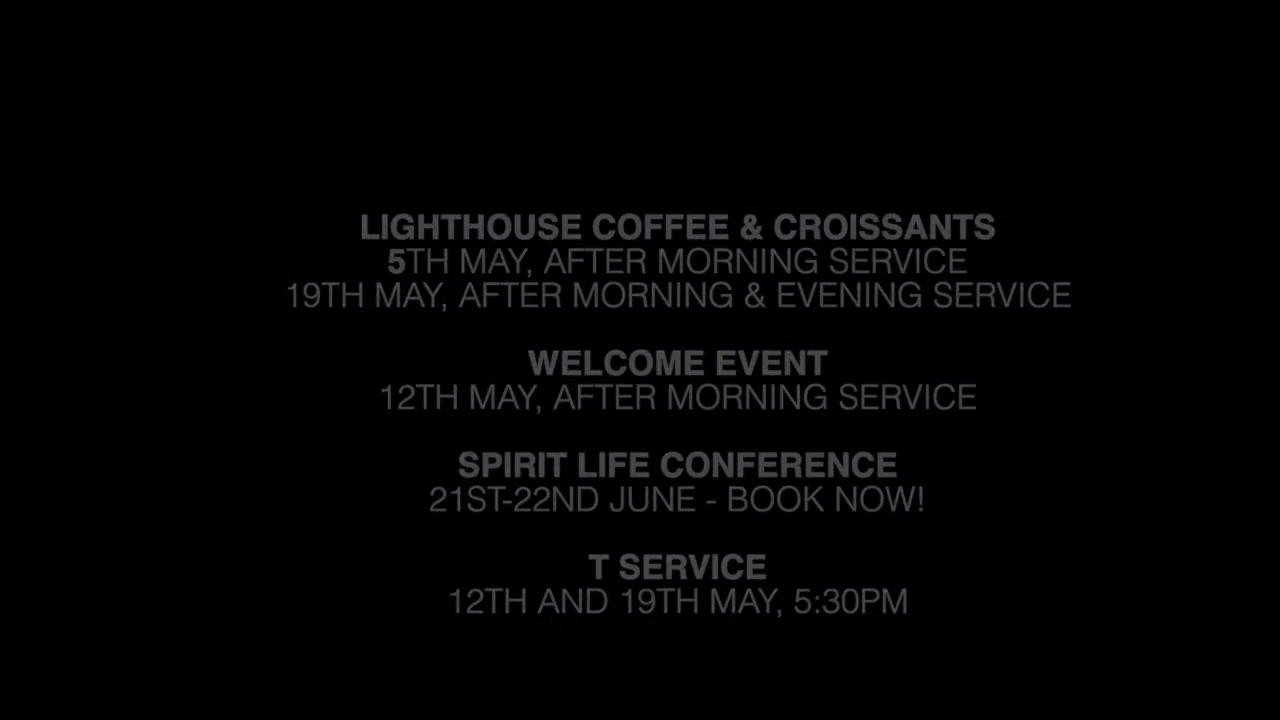 LIGHTHOUSE COFFEE & CROISSANTS
5TH MAY, AFTER MORNING SERVICE
19TH MAY, AFTER MORNING & EVENING SERVICE
WELCOME EVENT
12TH MAY, AFTER MORNING SERVICE
SPIRIT LIFE CONFERENCE
21ST-22ND JUNE - BOOK NOW!
T SERVICE
12TH AND 19TH MAY, 5:30PM